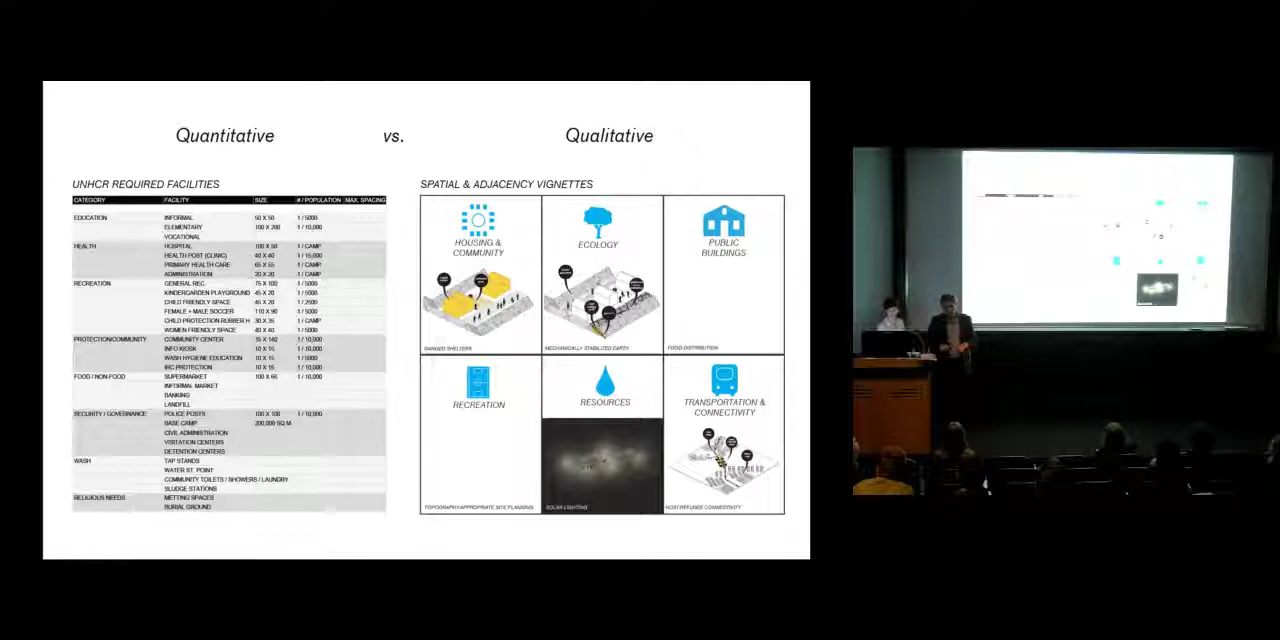 Quantitative vs. Qualitative
UNHCR REQUIRED FACILITIES
CATEGORY FACILITY SIZE # / POPULATION MAX. SPACING
EDUCATION INFORMAL 50 X 50 1 / 5000
ELEMENTARY 100 X 200 1 / 10,000
VOCATIONAL
HEALTH HOSPITAL 100 X 50 1 / CAMP
HEALTH POST (CLINIC) 40 X 40 1 / 15,000
PRIMARY HEALTH CARE 65 X 55 1 / CAMP
ADMINISTRATION 20 X 20 1 / CAMP
RECREATION GENERAL REC. 75 X 100 1 / 5000
KINDERGARDEN PLAYGROUND 45 X 20 1 / 5000
CHILD FRIENDLY SPACE 45 X 20 1 / 2500
FEMALE + MALE SOCCER 110 X 90 1 / 5000
CHILD PROTECTION RUBBER H 30 X 35 1 / CAMP
WOMEN FRIENDLY SPACE 40 X 40 1 / 5000
PROTECTION/COMMUNITY COMMUNITY CENTER 35 X 140 1 / 10,000
INFO KIOSK 10 X 15 1 / 10,000
WASH HYGIENE EDUCATION 10 X 15 1 / 5000
IRC PROTECTION 10 X 15 1 / 10,000
FOOD / NON-FOOD SUPERMARKET 100 X 66 1 / 10,000
INFORMAL MARKET
BANKING
LANDFILL
SECURITY / GOVERNANCE POLICE POSTS 100 X 100 1 / 10,000
BASE CAMP 200,000 SQ M
CIVIL ADMINISTRATION
VISITATION CENTERS
DETENTION CENTERS
WASH TAP STANDS
WATER ST. POINT
COMMUNITY TOILETS / SHOWERS / LAUNDRY
SLUDGE STATIONS
RELIGIOUS NEEDS METTING SPACES
BURIAL GROUND
SPATIAL & ADJACENCY VIGNETTES
HOUSING &
COMMUNITY
GANGED SHELTERS
ECOLOGY
MECHANICALLY STABILIZED EARTH
PUBLIC
BUILDINGS
FOOD DISTRIBUTION
RECREATION
TOPOGRAPHY-APPROPRIATE SITE PLANNING
RESOURCES
SOLAR LIGHTING
TRANSPORTATION &
CONNECTIVITY
HOST-REFUGEE CONNECTIVITY